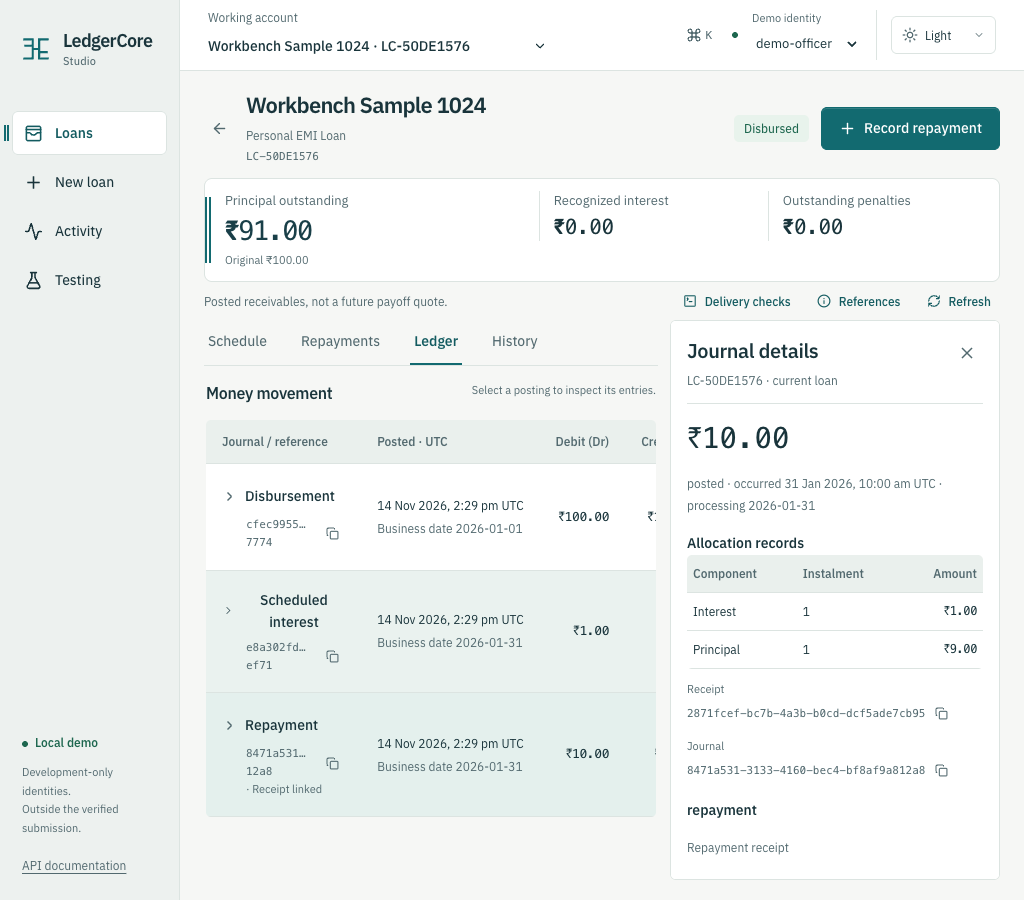 LedgerCore
Studio
Loans
New loan
Activity
Testing
Local demo
Development-only
identities.
Outside the verified
submission.
API documentation
Working account
Workbench Sample 1024 · LC-50DE1576
⌘ K
Demo identity
demo-officer
Light
Workbench Sample 1024
Personal EMI Loan
LC-50DE1576
Disbursed
Record repayment
Principal outstanding
₹91.00
Original ₹100.00
Recognized interest
₹0.00
Outstanding penalties
₹0.00
Posted receivables, not a future payoff quote.
Delivery checks
References
Refresh
Schedule
Repayments
Ledger
History
Money movement
Select a posting to inspect its entries.
Journal / reference
Posted · UTC
Debit (Dr)
Disbursement
cfec9955…
7774
14 Nov 2026, 2:29 pm UTC
Business date 2026-01-01
₹100.00
Scheduled
interest
e8a302fd…
ef71
14 Nov 2026, 2:29 pm UTC
Business date 2026-01-31
₹1.00
Repayment
8471a531…
12a8
· Receipt linked
14 Nov 2026, 2:29 pm UTC
Business date 2026-01-31
₹10.00
Journal details
LC-50DE1576 · current loan
₹10.00
posted · occurred 31 Jan 2026, 10:00 am UTC ·
processing 2026-01-31
Allocation records
Component Instalment Amount
Interest 1 ₹1.00
Principal 1 ₹9.00
Receipt
2871fcef-bc7b-4a3b-b0cd-dcf5ade7cb95
Journal
8471a531-3133-4160-bec4-bf8af9a812a8
repayment
Repayment receipt